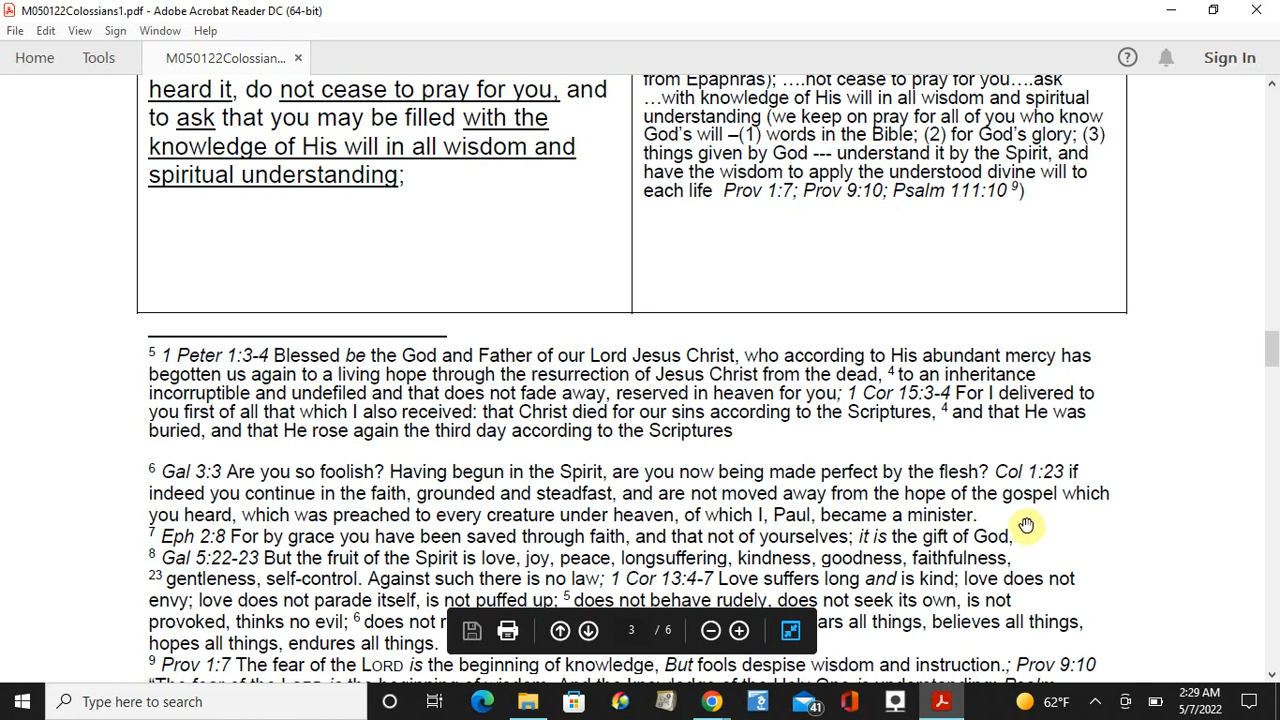 M050122Colossians1.pdf - Adobe Acrobat Reader DC (64-bit)
File Edit View Sign Window Help
Home Tools M050122Colossian... × Sign In
heard it, do not cease to pray for you, and
to ask that you may be filled with the
knowledge of His will in all wisdom and
spiritual understanding;
from Epaphras); ....not cease to pray for you....ask
...with knowledge of His will in all wisdom and spiritual
understanding (we keep on pray for all of you who know
God's will –(1) words in the Bible; (2) for God's glory; (3)
things given by God --- understand it by the Spirit, and
have the wisdom to apply the understood divine will to
each life Prov 1:7; Prov 9:10; Psalm 111:10 9)
5 1 Peter 1:3-4 Blessed be the God and Father of our Lord Jesus Christ, who according to His abundant mercy has
begotten us again to a living hope through the resurrection of Jesus Christ from the dead, 4 to an inheritance
incorruptible and undefiled and that does not fade away, reserved in heaven for you; 1 Cor 15:3-4 For I delivered to
you first of all that which I also received: that Christ died for our sins according to the Scriptures, 4 and that He was
buried, and that He rose again the third day according to the Scriptures
6 Gal 3:3 Are you so foolish? Having begun in the Spirit, are you now being made perfect by the flesh? Col 1:23 if
indeed you continue in the faith, grounded and steadfast, and are not moved away from the hope of the gospel which
you heard, which was preached to every creature under heaven, of which I, Paul, became a minister.
7 Eph 2:8 For by grace you have been saved through faith, and that not of yourselves; it is the gift of God,
8 Gal 5:22-23 But the fruit of the Spirit is love, joy, peace, longsuffering, kindness, goodness, faithfulness,
23 gentleness, self-control. Against such there is no law; 1 Cor 13:4-7 Love suffers long and is kind; love does not
envy; love does not parade itself, is not puffed up; 5 does not behave rudely, does not seek its own, is not
provoked, thinks no evil; 6 does not all things, believes all things,
hopes all things, endures all things.
3 / 6
9 Prov 1:7 The fear of the LORD is the beginning of knowledge, But fools despise wisdom and instruction.; Prov 9:10
Type here to search
41
62°F
2:29 AM
5/7/2022